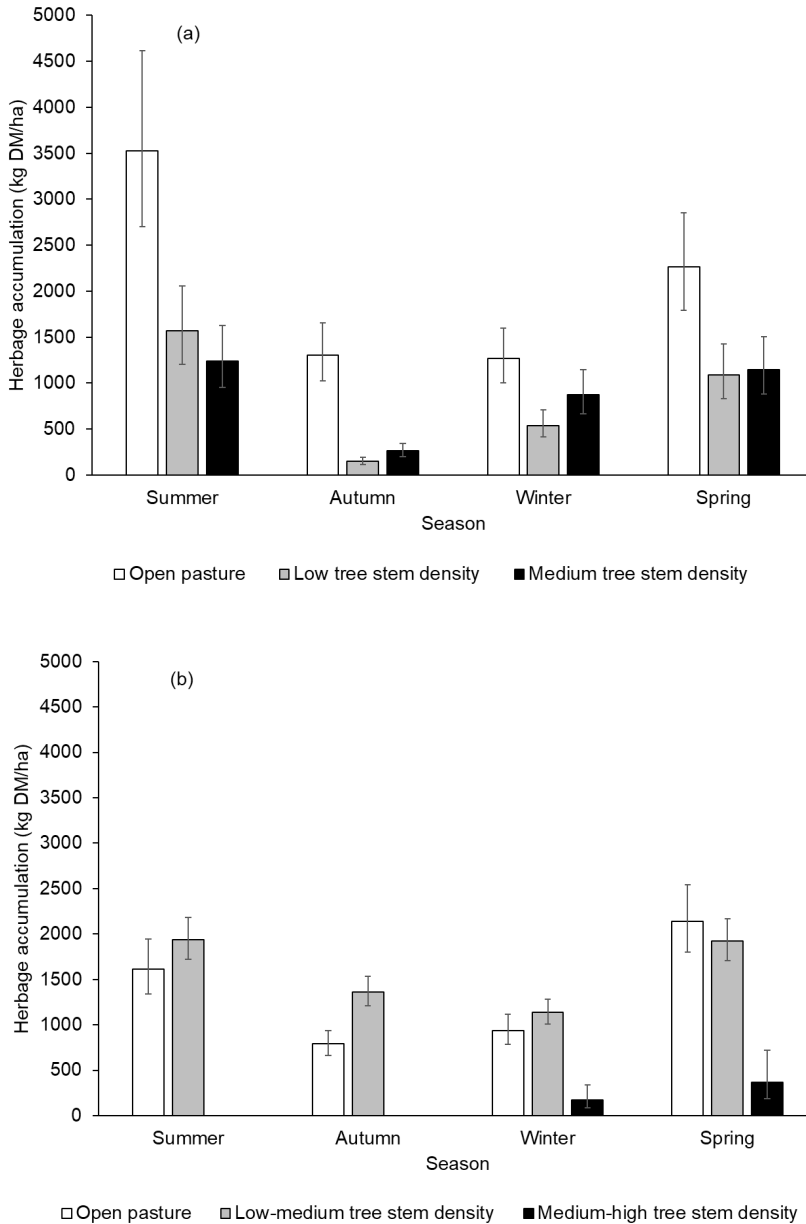 (a)
Herbage accumulation (kg DM/ha)
5000
4500
4000
3500
3000
2500
2000
1500
1000
500
0
Summer Autumn Winter Spring
Season
Open pasture Low tree stem density Medium tree stem density
(b)
Herbage accumulation (kg DM/ha)
5000
4500
4000
3500
3000
2500
2000
1500
1000
500
0
Summer Autumn Winter Spring
Season
Open pasture Low-medium tree stem density Medium-high tree stem density